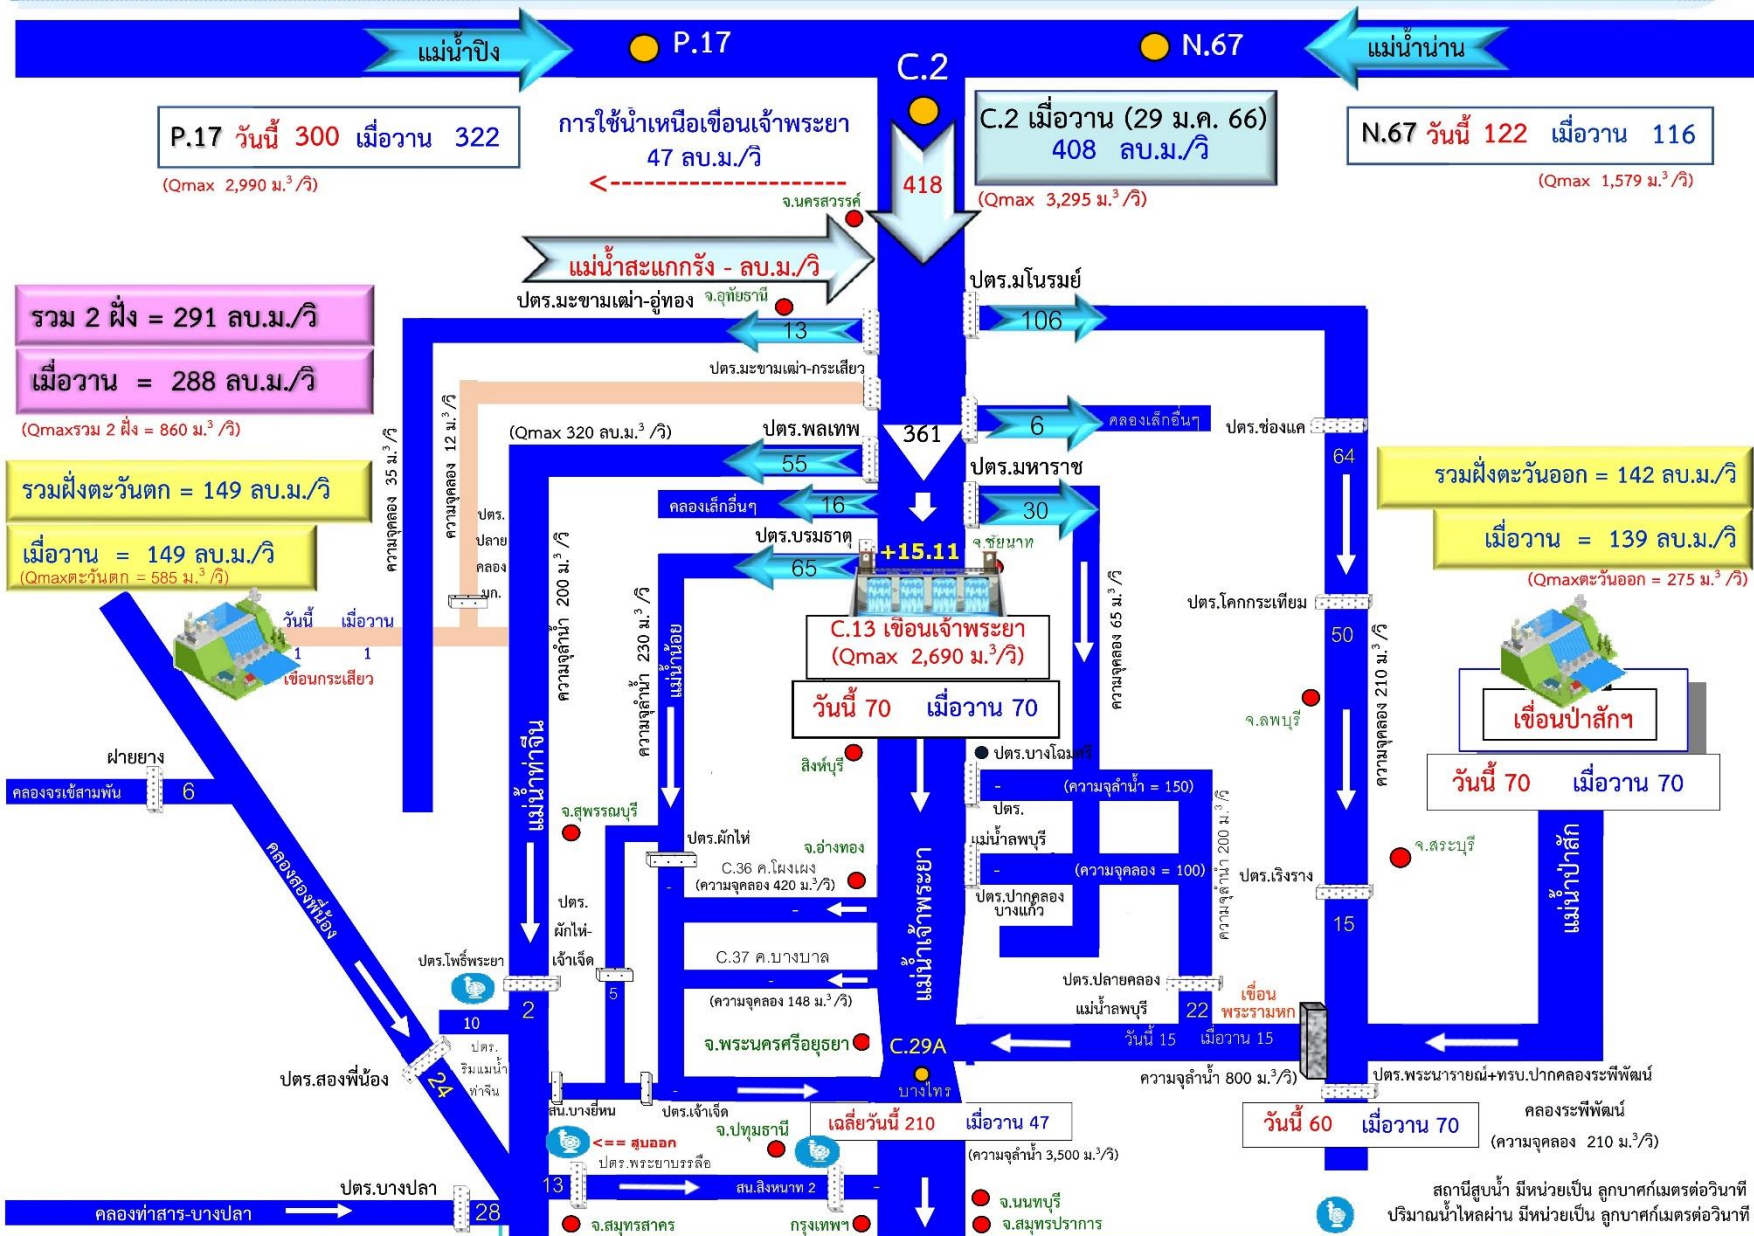 แม่น้ำปิง
P.17
C.2
N.67
แม่น้ำน่าน
P.17 วันนี้ 300 เมื่อวาน 322
(Qmax 2,990 ม.³/วิ)
การใช้น้ำเหนือเขื่อนเจ้าพระยา
47 ลบ.ม./วิ
<-----------------------
C.2 เมื่อวาน (29 ม.ค. 66)
408 ลบ.ม./วิ
418
(Qmax 3,295 ม.³/วิ)
N.67 วันนี้ 122 เมื่อวาน 116
(Qmax 1,579 ม.³/วิ)
จ.นครสวรรค์
แม่น้ำสะแกกรัง - ลบ.ม./วิ
ปตร.มะขามเฒ่า-อู่ทอง
จ.อุทัยธานี
13
ปตร.มโนรมย์
106
รวม 2 ฝั่ง = 291 ลบ.ม./วิ
เมื่อวาน = 288 ลบ.ม./วิ
(Qmaxรวม 2 ฝั่ง = 860 ม.³/วิ)
ปตร.มะขามเฒ่า-กระเสียว
ความจุคลอง 35 ม.³/วิ
ความจุคลอง 12 ม.³/วิ
(Qmax 320 ลบ.ม.³/วิ)
ปตร.พลเทพ
55
361
6
คลองเล็กอื่นๆ
ปตร.ช่องแค
64
ปตร.มหาราช
30
คลองเล็กอื่นๆ
16
รวมฝั่งตะวันตก = 149 ลบ.ม./วิ
เมื่อวาน = 149 ลบ.ม./วิ
(Qmaxตะวันตก = 585 ม.³/วิ)
รวมฝั่งตะวันออก = 142 ลบ.ม./วิ
เมื่อวาน = 139 ลบ.ม./วิ
(Qmaxตะวันออก = 275 ม.³/วิ)
ปตร.
ปลาย
คลอง
มก.
ปตร.บรมธาตุ
65
+15.11
จ.ชัยนาท
C.13 เขื่อนเจ้าพระยา
(Qmax 2,690 ม.³/วิ)
วันนี้ 70 เมื่อวาน 70
วันนี้ เมื่อวาน
1 1
เขื่อนกระเสียว
ความจุลำน้ำ 200 ม.³/วิ
ความจุลำน้ำ 230 ม.³/วิ
แม่น้ำน้อย
ความจุคลอง 65 ม.³/วิ
ปตร.โคกกระเทียม
50
ความจุคลอง 210 ม.³/วิ
จ.ลพบุรี
เขื่อนป่าสักฯ
วันนี้ 70 เมื่อวาน 70
ฝายยาง
คลองจรเข้สามพัน
6
แม่น้ำท่าจีน
จ.สุพรรณบุรี
สิงห์บุรี
ปตร.บางโฉมศรี
-
(ความจุลำน้ำ = 150)
ปตร.
แม่น้ำลพบุรี
-
(ความจุคลอง = 100)
ปตร.ปากคลอง
บางแก้ว
ความจุลำน้ำ 200 ม.³/วิ
ปตร.ผักไห่
-
จ.อ่างทอง
C.36 ค.โผงเผง
(ความจุคลอง 420 ม.³/วิ)
-
แม่น้ำเจ้าพระยา
จ.สระบุรี
ปตร.เริงราง
15
แม่น้ำป่าสัก
คลองสองพี่น้อง
ปตร.
ผักไห่-
เจ้าเจ็ด
5
C.37 ค.บางบาล
-
(ความจุคลอง 148 ม.³/วิ)
ปตร.โพธิ์พระยา
2
10
ปตร.
ริมแม่น้ำ
ท่าจีน
ปตร.ปลายคลอง
แม่น้ำลพบุรี
22
เขื่อน
พระรามหก
วันนี้ 15 เมื่อวาน 15
ความจุลำน้ำ 800 ม.³/วิ)
จ.พระนครศรีอยุธยา
C.29A
บางไทร
ปตร.สองพี่น้อง
24
สน.บางยี่หน
ปตร.เจ้าเจ็ด
-
ปตร.พระนารายณ์+ทรบ.ปากคลองระพีพัฒน์
วันนี้ 60 เมื่อวาน 70
คลองระพีพัฒน์
(ความจุคลอง 210 ม.³/วิ)
เฉลี่ยวันนี้ 210 เมื่อวาน 47
(ความจุลำน้ำ 3,500 ม.³/วิ)
<== สูบออก
จ.ปทุมธานี
ปตร.พระยาบรรลือ
13
สน.สิงหนาท 2
-
ปตร.บางปลา
คลองท่าสาร-บางปลา
28
จ.สมุทรสาคร
กรุงเทพฯ
จ.นนทบุรี
จ.สมุทรปราการ
สถานีสูบน้ำ มีหน่วยเป็น ลูกบาศก์เมตรต่อวินาที
ปริมาณน้ำไหลผ่าน มีหน่วยเป็น ลูกบาศก์เมตรต่อวินาที